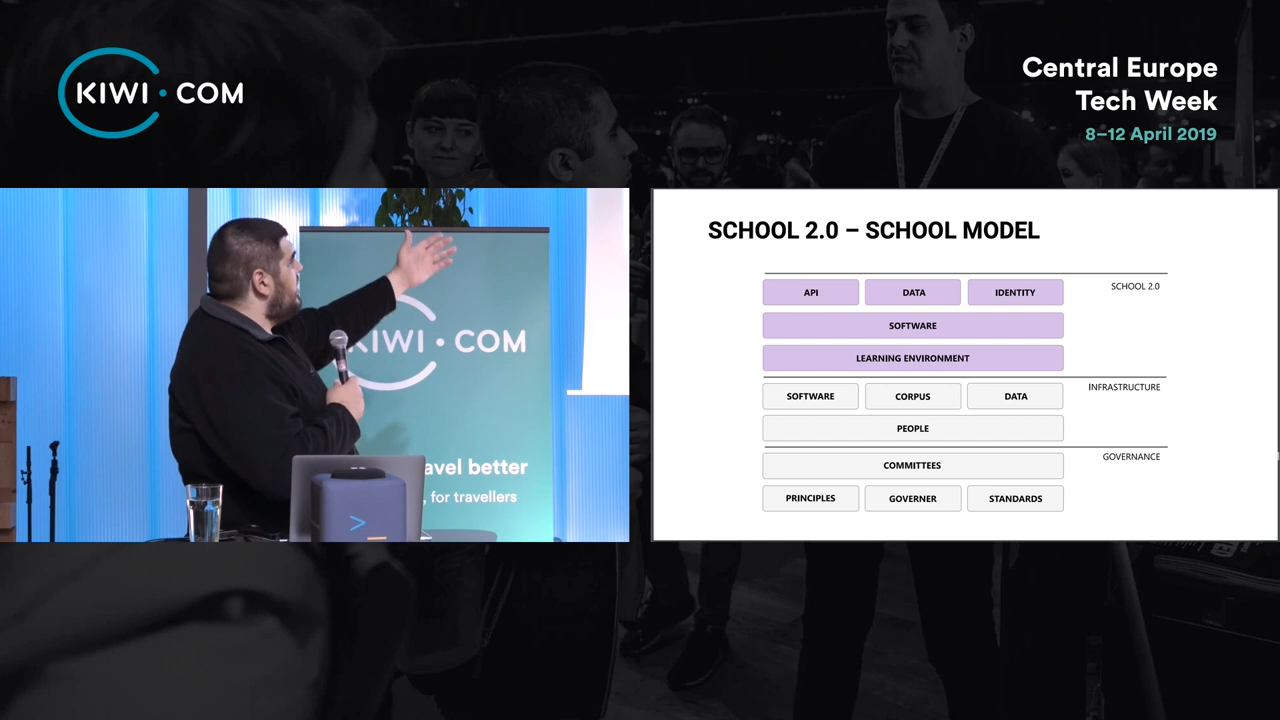 KIWI · COM
Central Europe
Tech Week
8–12 April 2019
KIWI · COM
avel better
, for travellers
>_
SCHOOL 2.0 – SCHOOL MODEL
API
DATA
IDENTITY
SCHOOL 2.0
SOFTWARE
LEARNING ENVIRONMENT
SOFTWARE
CORPUS
DATA
INFRASTRUCTURE
PEOPLE
COMMITTEES
GOVERNANCE
PRINCIPLES
GOVERNER
STANDARDS